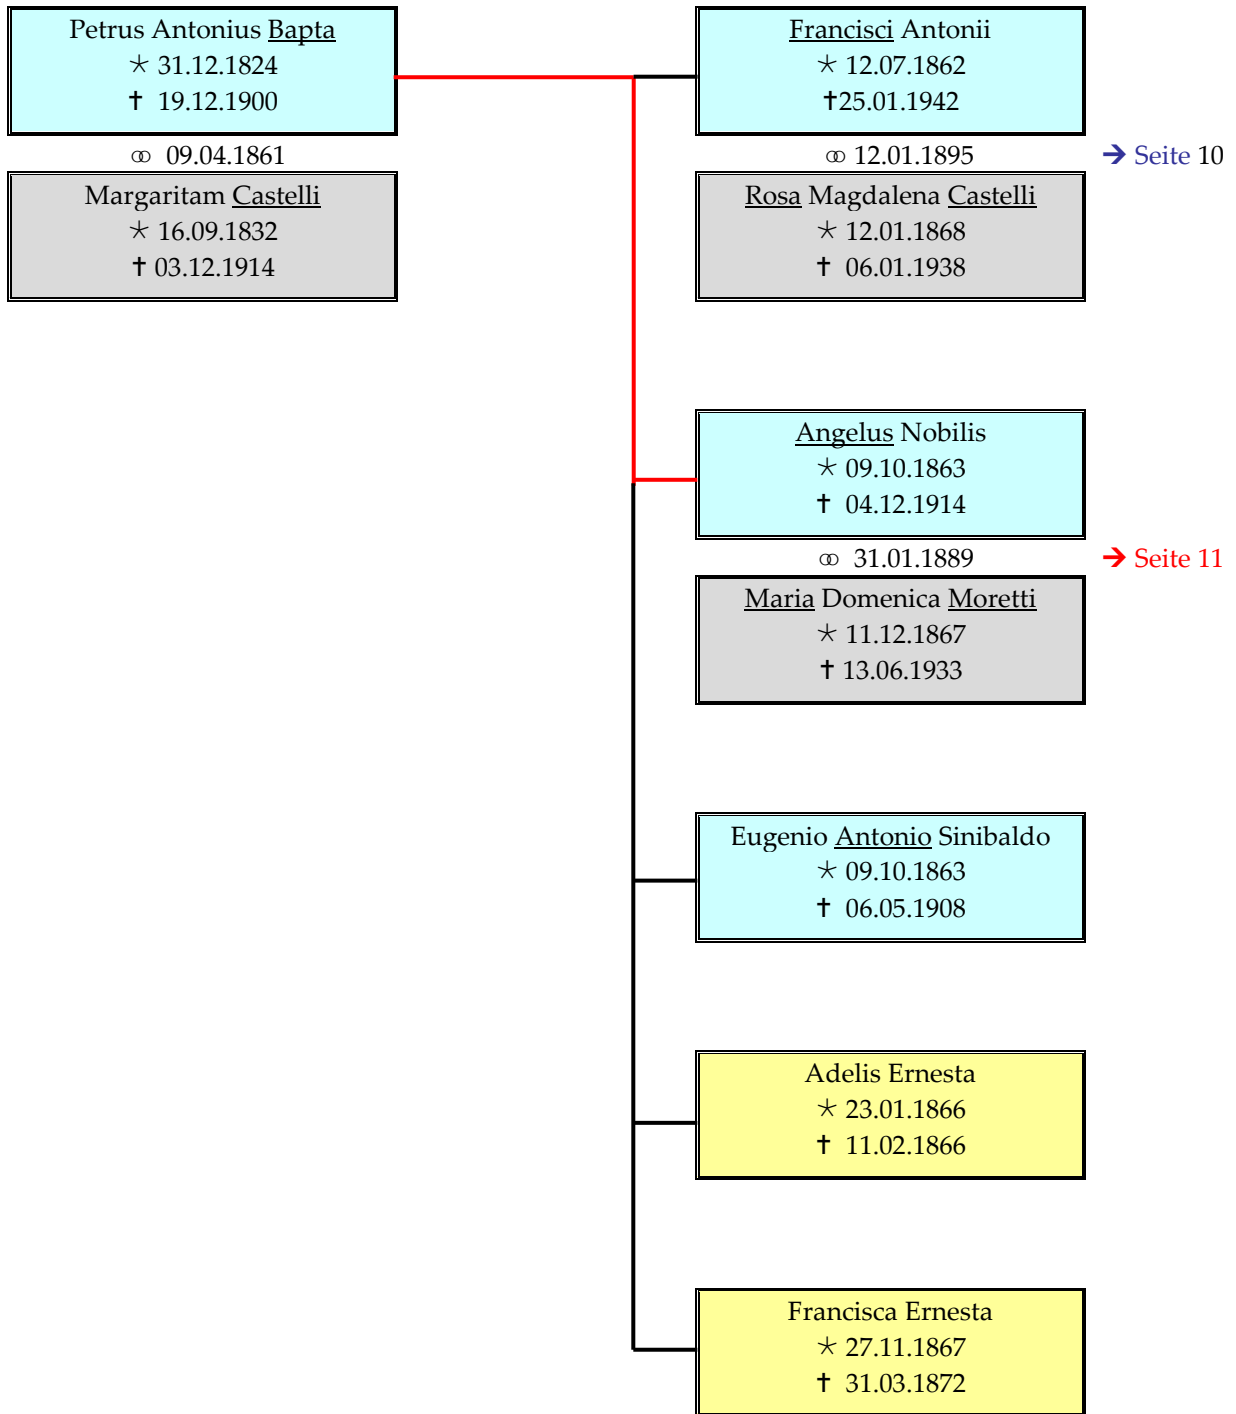 Petrus Antonius Bapta
✶ 31.12.1824
† 19.12.1900
⚭ 09.04.1861
Margaritam Castelli
✶ 16.09.1832
† 03.12.1914
Francisci Antonii
✶ 12.07.1862
†25.01.1942
⚭ 12.01.1895 ➔ Seite 10
Rosa Magdalena Castelli
✶ 12.01.1868
† 06.01.1938
Angelus Nobilis
✶ 09.10.1863
† 04.12.1914
⚭ 31.01.1889 ➔ Seite 11
Maria Domenica Moretti
✶ 11.12.1867
† 13.06.1933
Eugenio Antonio Sinibaldo
✶ 09.10.1863
† 06.05.1908
Adelis Ernesta
✶ 23.01.1866
† 11.02.1866
Francisca Ernesta
✶ 27.11.1867
† 31.03.1872